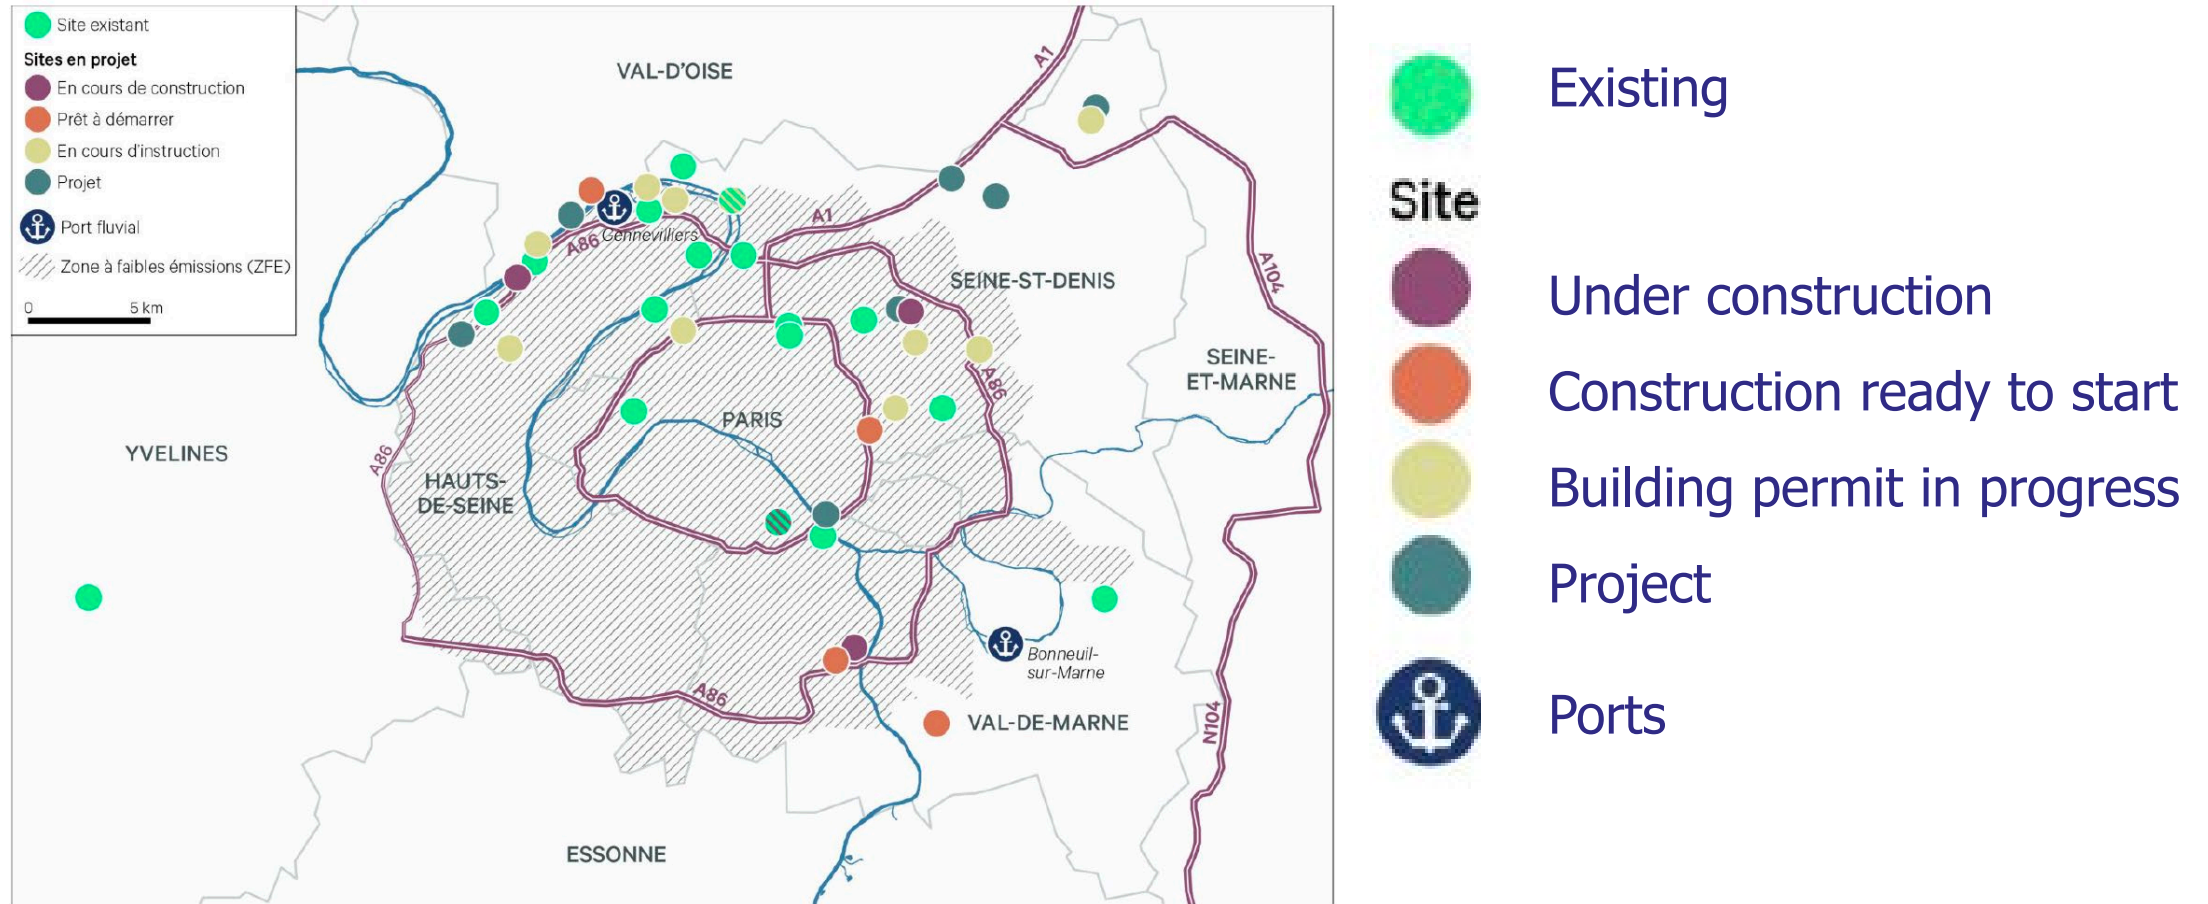 Site existant
Sites en projet
En cours de construction
Prêt à démarrer
En cours d'instruction
Projet
Port fluvial
Zone à faibles émissions (ZFE)
0 5 km
VAL-D'OISE
A1
A1
A86
Gennevilliers
SEINE-ST-DENIS
A104
A86
SEINE-
ET-MARNE
PARIS
YVELINES
A86
HAUTS-
DE-SEINE
Bonneuil-
sur-Marne
A86
VAL-DE-MARNE
N104
ESSONNE
Existing
Site
Under construction
Construction ready to start
Building permit in progress
Project
Ports